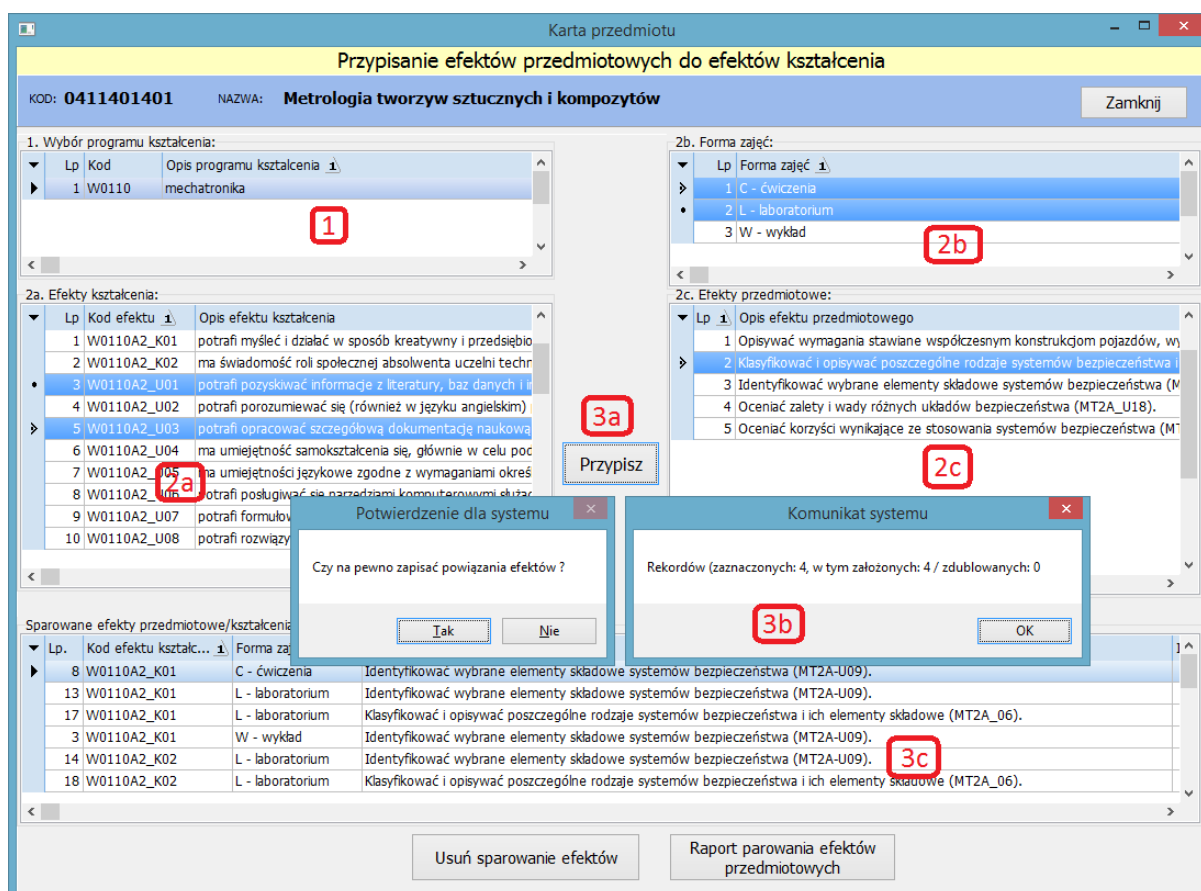 Karta przedmiotu
Przypisanie efektów przedmiotowych do efektów kształcenia
KOD: 0411401401 NAZWA: Metrologia tworzyw sztucznych i kompozytów Zamknij
1. Wybór programu kształcenia:
Lp Kod Opis programu ksztalcenia
1 W0110 mechatronika
1
2b. Forma zajęć:
Lp Forma zajęć
1 C - ćwiczenia
2 L - laboratorium
3 W - wykład
2b
2a. Efekty kształcenia:
Lp Kod efektu Opis efektu kształcenia
1 W0110A2_K01 potrafi myśleć i działać w sposób kreatywny i przedsiębio
2 W0110A2_K02 ma świadomość roli społecznej absolwenta uczelni techn
3 W0110A2_U01 potrafi pozyskiwać informacje z literatury, baz danych i in
4 W0110A2_U02 potrafi porozumiewać się (również w języku angielskim)
5 W0110A2_U03 potrafi opracować szczegółową dokumentację naukową
6 W0110A2_U04 ma umiejętność samokształcenia się, głównie w celu pod
7 W0110A2_U05 ma umiejętności językowe zgodne z wymaganiami okreś
8 W0110A2_U06 potrafi posługiwać się narzędziami komputerowymi służąc
9 W0110A2_U07 potrafi formułow
10 W0110A2_U08 potrafi rozwiązy
2a
3a
Przypisz
2c. Efekty przedmiotowe:
Lp Opis efektu przedmiotowego
1 Opisywać wymagania stawiane współczesnym konstrukcjom pojazdów, wy
2 Klasyfikować i opisywać poszczególne rodzaje systemów bezpieczeństwa i
3 Identyfikować wybrane elementy składowe systemów bezpieczeństwa (M
4 Oceniać zalety i wady różnych układów bezpieczeństwa (MT2A_U18).
5 Oceniać korzyści wynikające ze stosowania systemów bezpieczeństwa (MT
2c
Potwierdzenie dla systemu
Czy na pewno zapisać powiązania efektów ?
Tak Nie
Komunikat systemu
Rekordów (zaznaczonych: 4, w tym założonych: 4 / zdublowanych: 0
3b
OK
Sparowane efekty przedmiotowe/kształcenia
Lp. Kod efektu kształc... Forma zaj
8 W0110A2_K01 C - ćwiczenia Identyfikować wybrane elementy składowe systemów bezpieczeństwa (MT2A-U09).
13 W0110A2_K01 L - laboratorium Identyfikować wybrane elementy składowe systemów bezpieczeństwa (MT2A-U09).
17 W0110A2_K01 L - laboratorium Klasyfikować i opisywać poszczególne rodzaje systemów bezpieczeństwa i ich elementy składowe (MT2A_06).
3 W0110A2_K01 W - wykład Identyfikować wybrane elementy składowe systemów bezpieczeństwa (MT2A-U09).
14 W0110A2_K02 L - laboratorium Identyfikować wybrane elementy składowe systemów bezpieczeństwa (MT2A-U09).
18 W0110A2_K02 L - laboratorium Klasyfikować i opisywać poszczególne rodzaje systemów bezpieczeństwa i ich elementy składowe (MT2A_06).
3c
Usuń sparowanie efektów
Raport parowania efektów
przedmiotowych